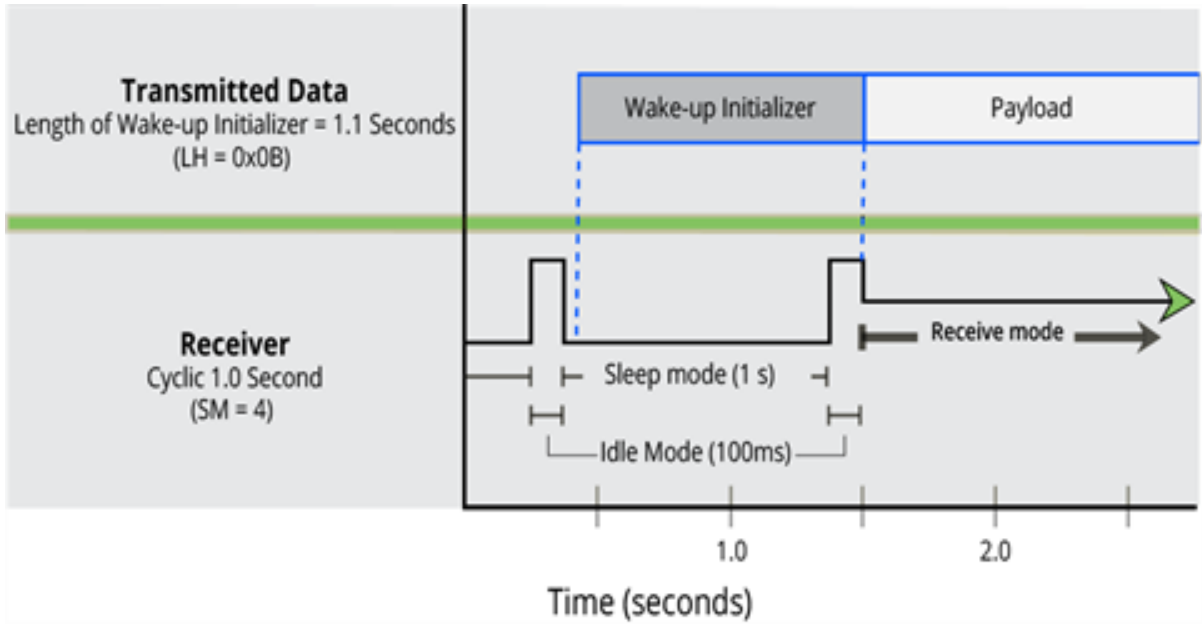 Transmitted Data
Length of Wake-up Initializer = 1.1 Seconds
(LH = 0x0B)
Wake-up Initializer
Payload
Receiver
Cyclic 1.0 Second
(SM = 4)
Receive mode
Sleep mode (1 s)
Idle Mode (100ms)
1.0
2.0
Time (seconds)